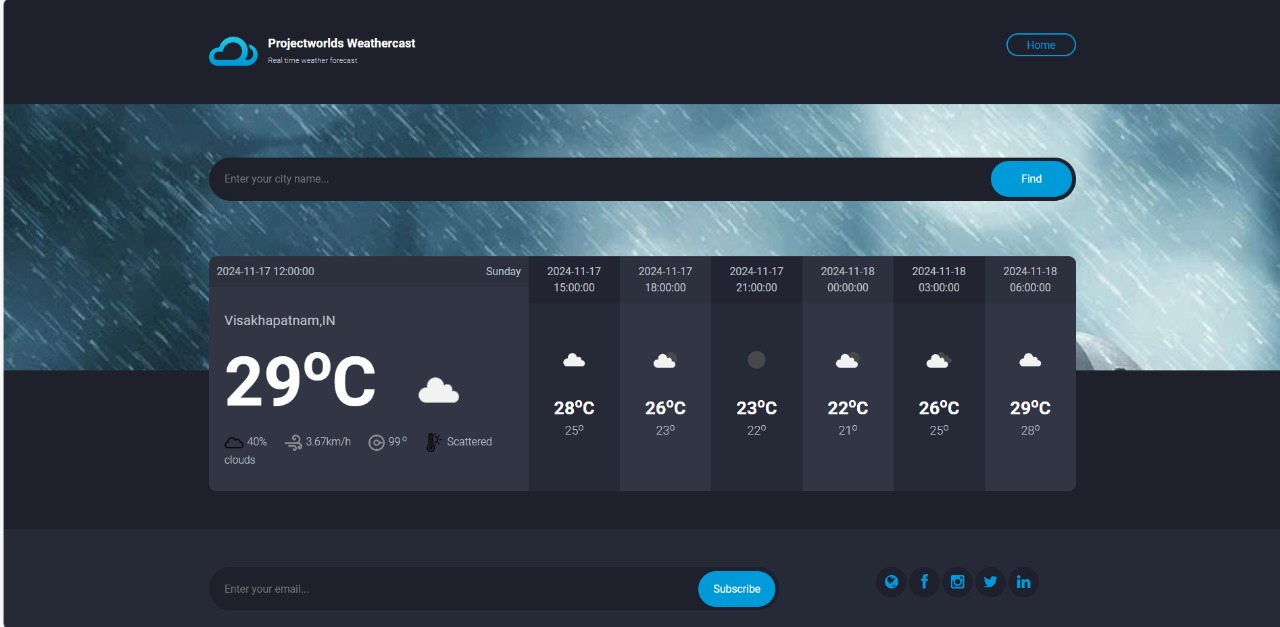 Projectworlds Weathercast
Real time weather forecast
Home
Enter your city name...
Find
2024-11-17 12:00:00 Sunday
Visakhapatnam,IN
29ºC
40% 3.67km/h 99º Scattered
clouds
2024-11-17
15:00:00
28ºC
25º
2024-11-17
18:00:00
26ºC
23º
2024-11-17
21:00:00
23ºC
22º
2024-11-18
00:00:00
22ºC
21º
2024-11-18
03:00:00
26ºC
25º
2024-11-18
06:00:00
29ºC
28º
Enter your email...
Subscribe